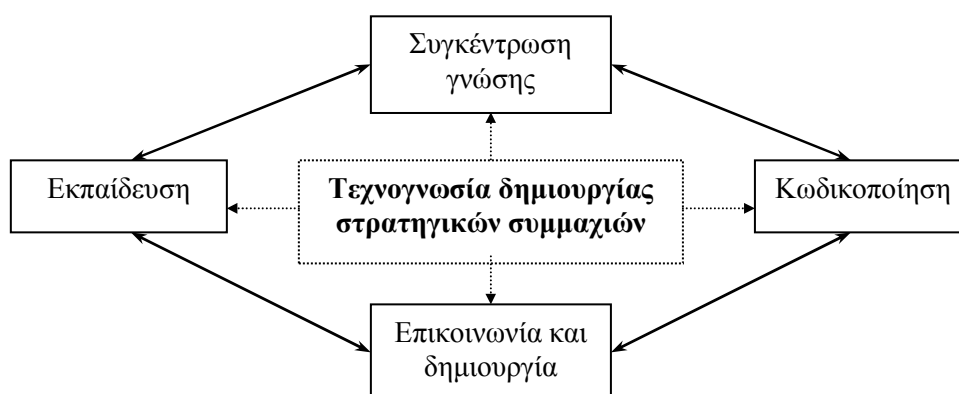 Συγκέντρωση
γνώσης
Εκπαίδευση
Τεχνογνωσία δημιουργίας
στρατηγικών συμμαχιών
Κωδικοποίηση
Επικοινωνία και
δημιουργία